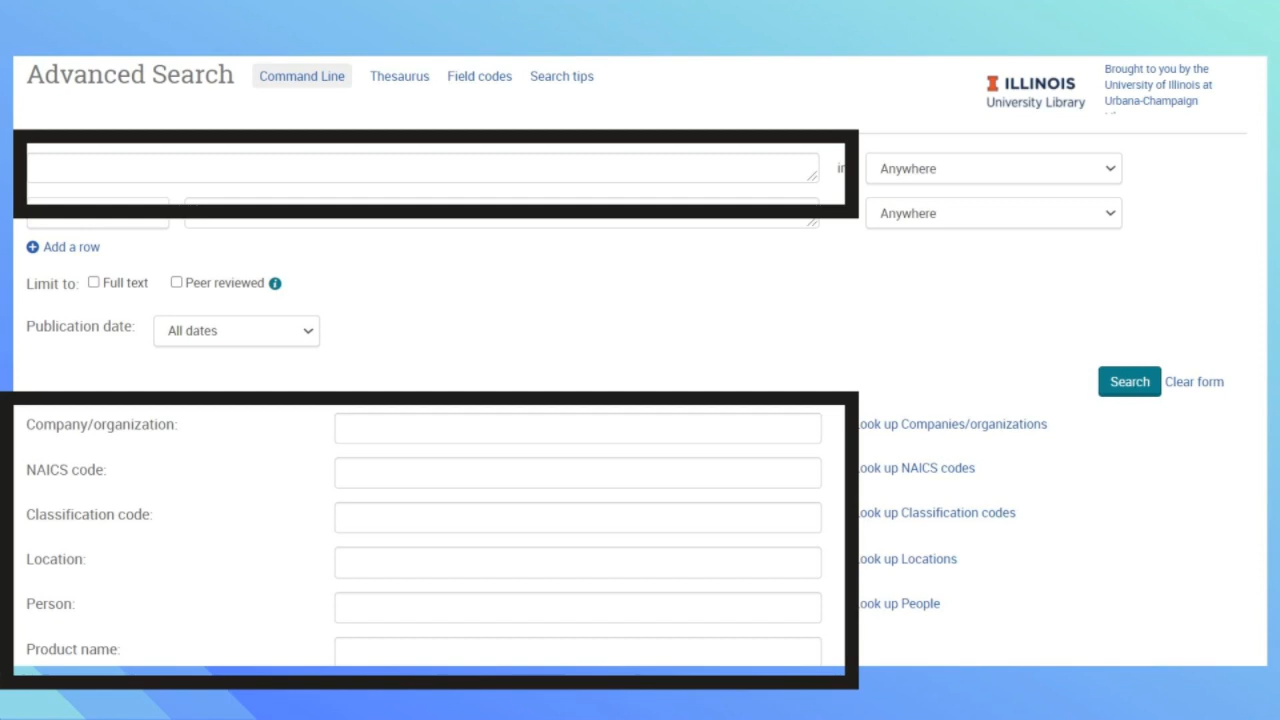 Advanced Search Command Line Thesaurus Field codes Search tips
ILLINOIS
University Library
Brought to you by the
University of Illinois at
Urbana-Champaign
Anywhere
Anywhere
Add a row
Limit to: Full text Peer reviewed i
Publication date: All dates
Search Clear form
Company/organization: ook up Companies/organizations
NAICS code: ook up NAICS codes
Classification code: ook up Classification codes
Location: ook up Locations
Person: ook up People
Product name: